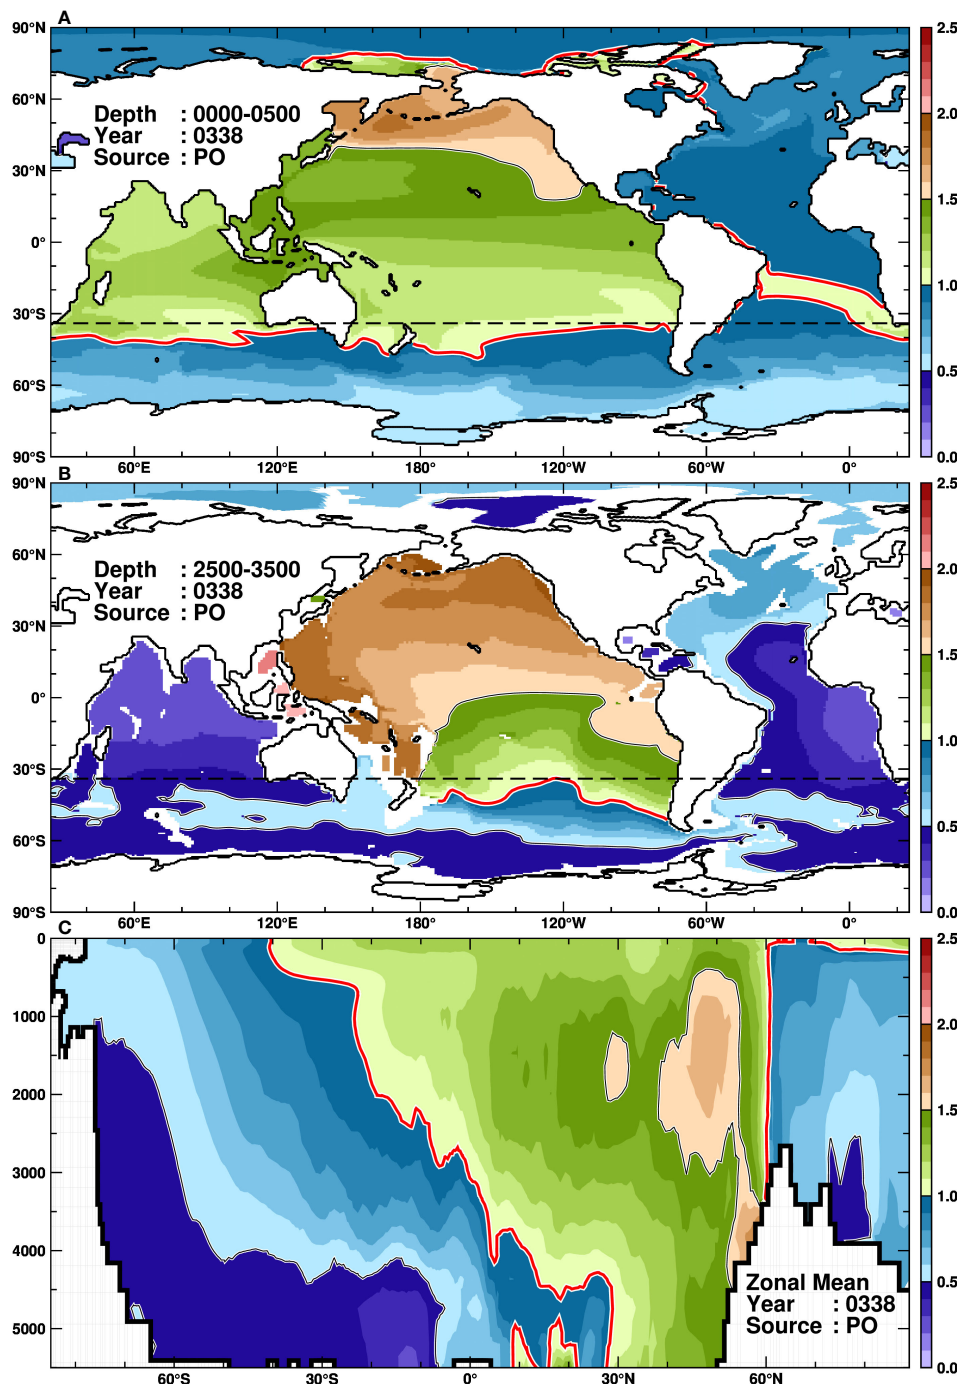 A
90°N
60°N
30°N
0°
30°S
60°S
90°S
Depth : 0000-0500
Year : 0338
Source : PO
60°E 120°E 180° 120°W 60°W 0°
2.5
2.0
1.5
1.0
0.5
0.0
B
90°N
60°N
30°N
0°
30°S
60°S
90°S
Depth : 2500-3500
Year : 0338
Source : PO
60°E 120°E 180° 120°W 60°W 0°
2.5
2.0
1.5
1.0
0.5
0.0
C
0
1000
2000
3000
4000
5000
Zonal Mean
Year : 0338
Source : PO
60°S 30°S 0° 30°N 60°N
2.5
2.0
1.5
1.0
0.5
0.0